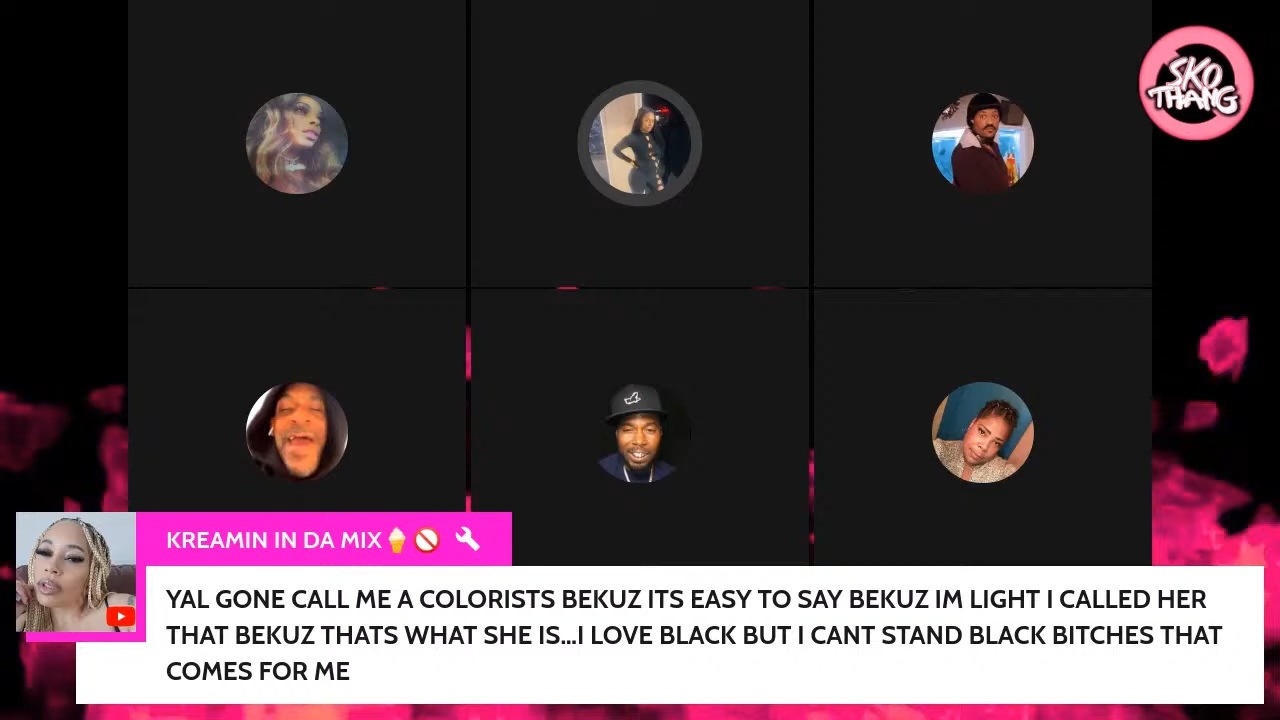 SKO
THANG
KREAMIN IN DA MIX🍦🚫 🔧
YAL GONE CALL ME A COLORISTS BEKUZ ITS EASY TO SAY BEKUZ IM LIGHT I CALLED HER
THAT BEKUZ THATS WHAT SHE IS...I LOVE BLACK BUT I CANT STAND BLACK BITCHES THAT
COMES FOR ME